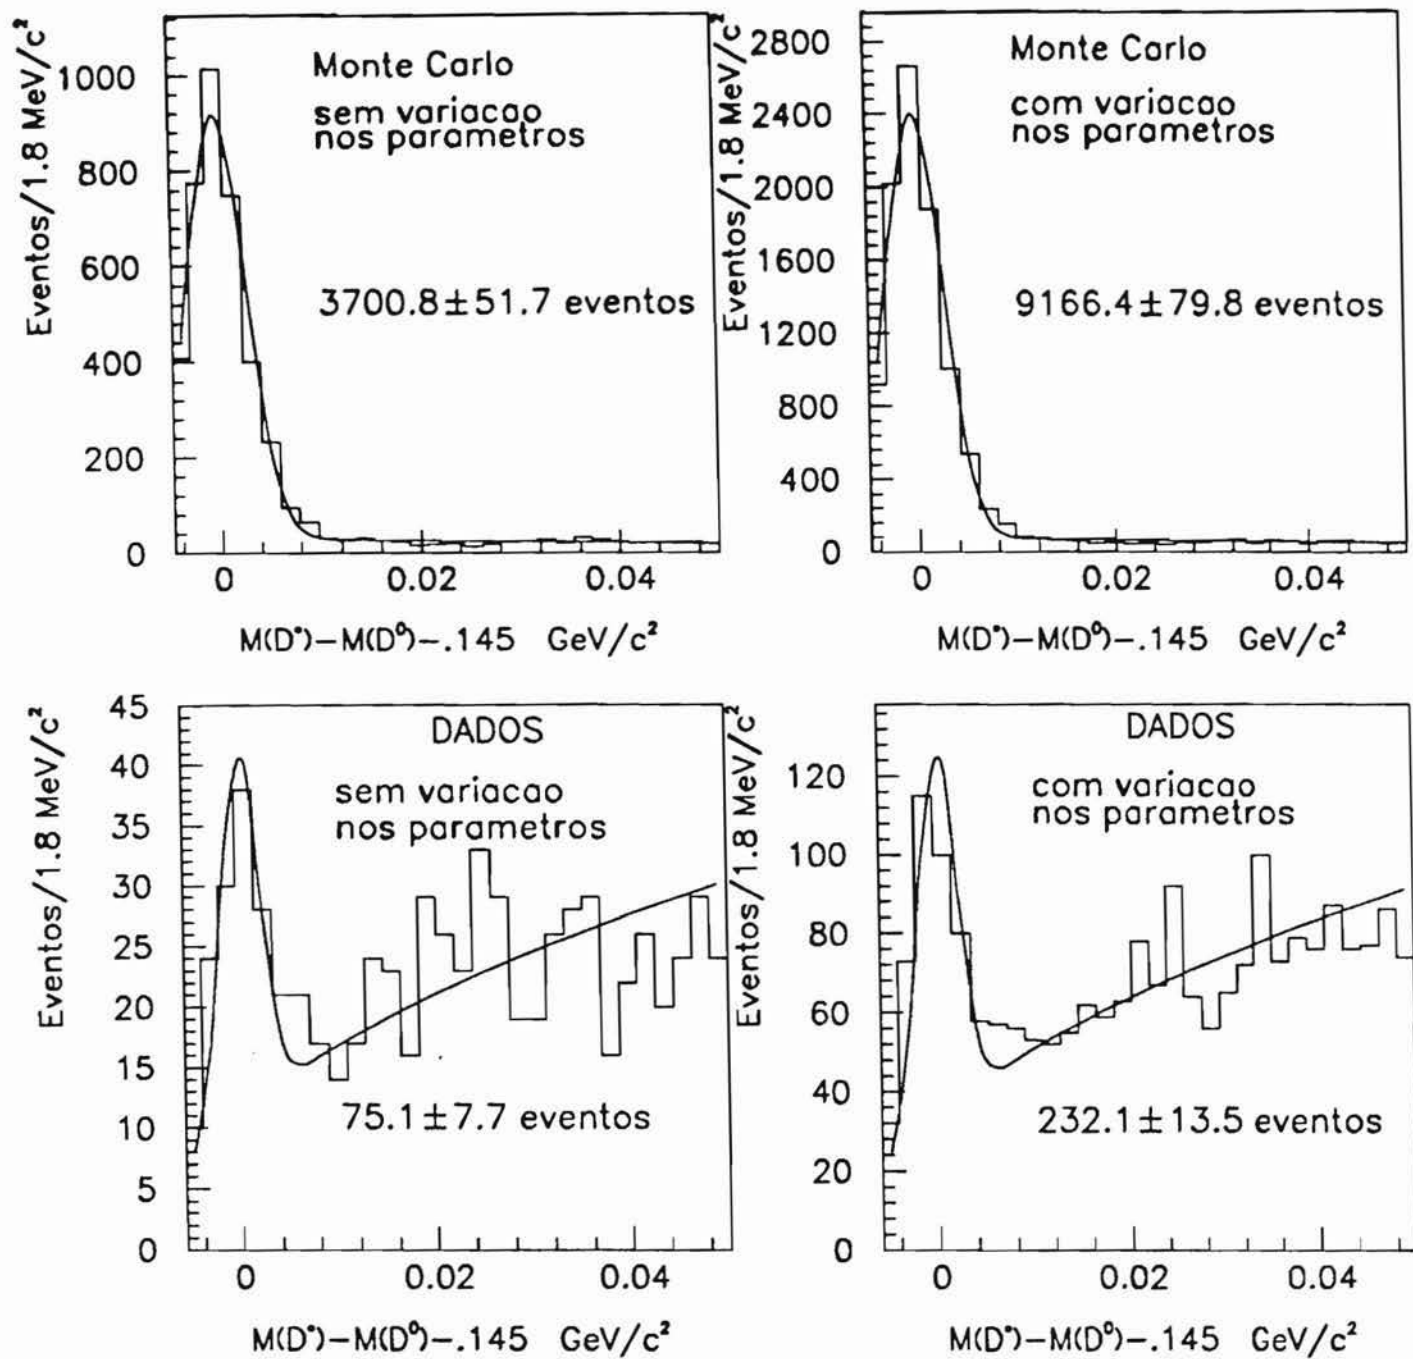 Eventos/1.8 MeV/c²
1000
800
600
400
200
0
Monte Carlo
sem variacao
nos parametros
3700.8±51.7 eventos
0 0.02 0.04
M(D*)−M(D⁰)−.145 GeV/c²
Eventos/1.8 MeV/c²
2800
2400
2000
1600
1200
800
400
0
Monte Carlo
com variacao
nos parametros
9166.4±79.8 eventos
0 0.02 0.04
M(D*)−M(D⁰)−.145 GeV/c²
Eventos/1.8 MeV/c²
45
40
35
30
25
20
15
10
5
0
DADOS
sem variacao
nos parametros
75.1±7.7 eventos
0 0.02 0.04
M(D*)−M(D⁰)−.145 GeV/c²
Eventos/1.8 MeV/c²
120
100
80
60
40
20
0
DADOS
com variacao
nos parametros
232.1±13.5 eventos
0 0.02 0.04
M(D*)−M(D⁰)−.145 GeV/c²